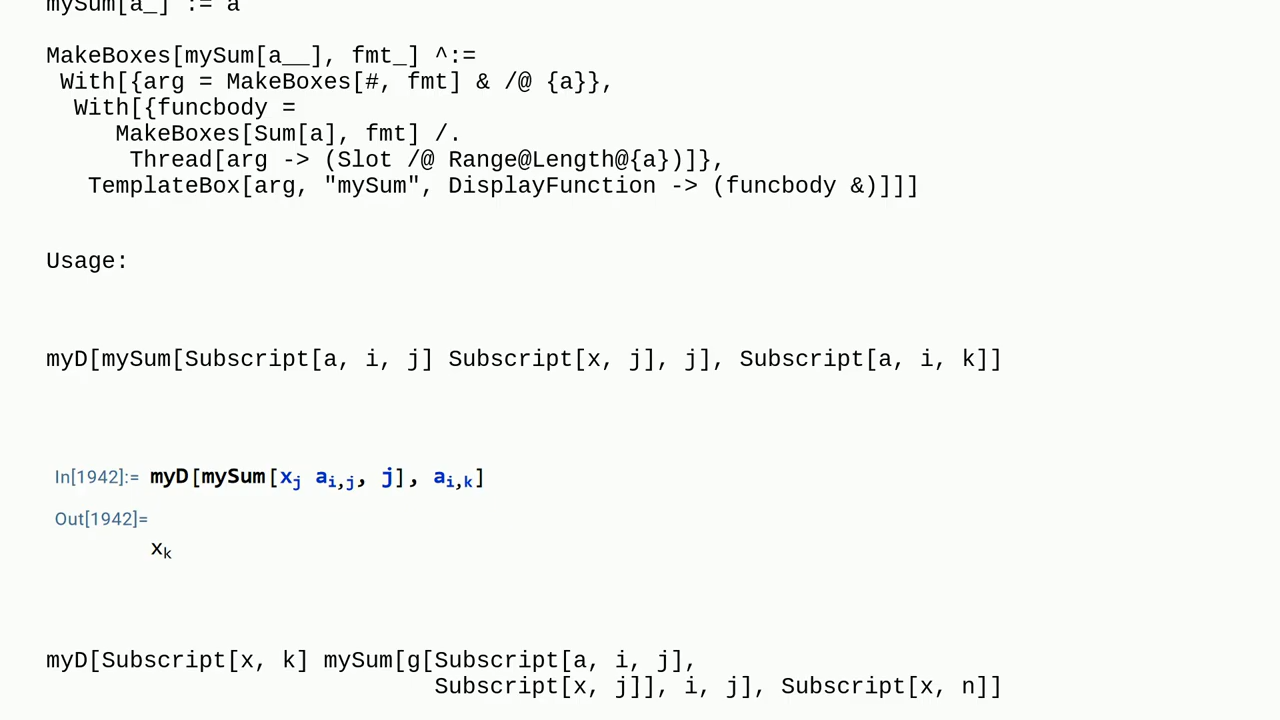 mySum[a_] := a
MakeBoxes[mySum[a__], fmt_] ^:=
With[{arg = MakeBoxes[#, fmt] & /@ {a}},
With[{funcbody =
MakeBoxes[Sum[a], fmt] /.
Thread[arg -> (Slot /@ Range@Length@{a})]},
TemplateBox[arg, "mySum", DisplayFunction -> (funcbody &)]]]
Usage:
myD[mySum[Subscript[a, i, j] Subscript[x, j], j], Subscript[a, i, k]]
In[1942]:= myD[mySum[xj ai,j, j], ai,k]
Out[1942]=
xk
myD[Subscript[x, k] mySum[g[Subscript[a, i, j],
Subscript[x, j]], i, j], Subscript[x, n]]